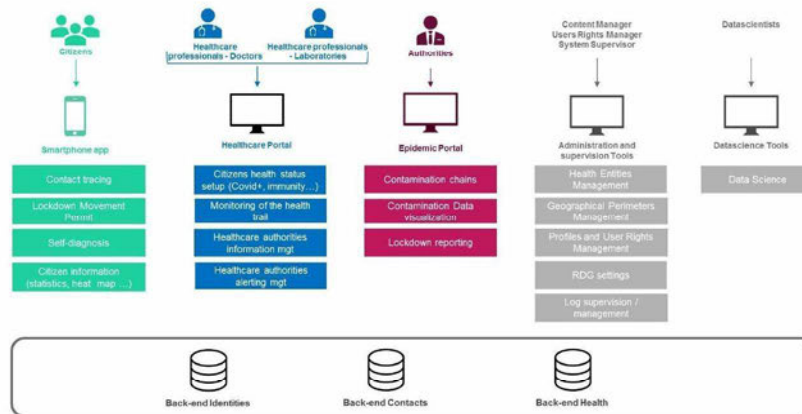 Citizens
Healthcare
professionals - Doctors
Healthcare professionals
- Laboratories
Authorities
Content Manager
Users Rights Manager
System Supervisor
Datascientists
Smartphone app
Healthcare Portal
Epidemic Portal
Administration and
supervision Tools
Datascience Tools
Contact tracing
Lockdown Movement
Permit
Self-diagnosis
Citizen information
(statistics, heat map ...)
Citizens health status
setup (Covid+, immunity...)
Monitoring of the health
trail
Healthcare authorities
information mgt
Healthcare authorities
alerting mgt
Contamination chains
Contamination Data
visualization
Lockdown reporting
Health Entities
Management
Geographical Perimeters
Management
Profiles and User Rights
Management
RDG settings
Log supervision /
management
Data Science
Back-end Identities
Back-end Contacts
Back-end Health